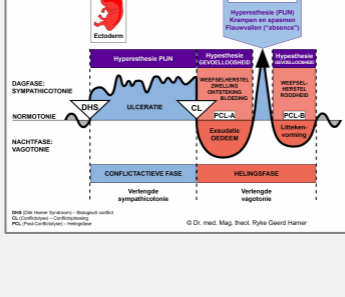 Ectoderm
Hyperesthesie (PIJN)
Krampen en spasmen
Flauwvallen ("absence")
Hyperesthesie PIJN
Hypesthesie
GEVOELLOOSHEID
Hypesthesie
GEVOELLOOSHEID
DAGFASE:
SYMPATHICOTONIE
WEEFSELHERSTEL
ZWELLING
ONTSTEKING
BLOEDING
WEEFSEL-
HERSTEL
ROODHEID
DHS
ULCERATIE
CL
NORMOTONIE
PCL-A
PCL-B
Exsudatie
OEDEEM
Litteken-
vorming
NACHTFASE:
VAGOTONIE
CONFLICTACTIEVE FASE
HELINGSFASE
Verlengde
sympathicotonie
Verlengde
vagotonie
DHS (Dirk Hamer Syndroom) – Biologisch conflict
CL (Conflictolyse) – Conflictoplossing
PCL (Post-Conflictolyse) – Helingsfase
© Dr. med. Mag. theol. Ryke Geerd Hamer